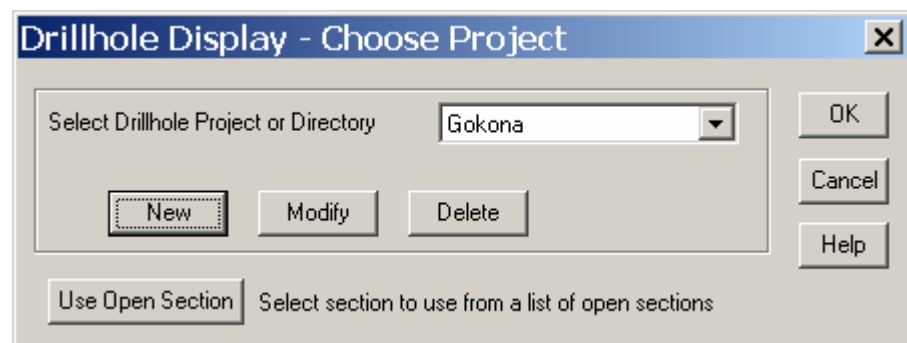 Drillhole Display - Choose Project
Select Drillhole Project or Directory Gokona
OK
New Modify Delete
Cancel
Help
Use Open Section Select section to use from a list of open sections